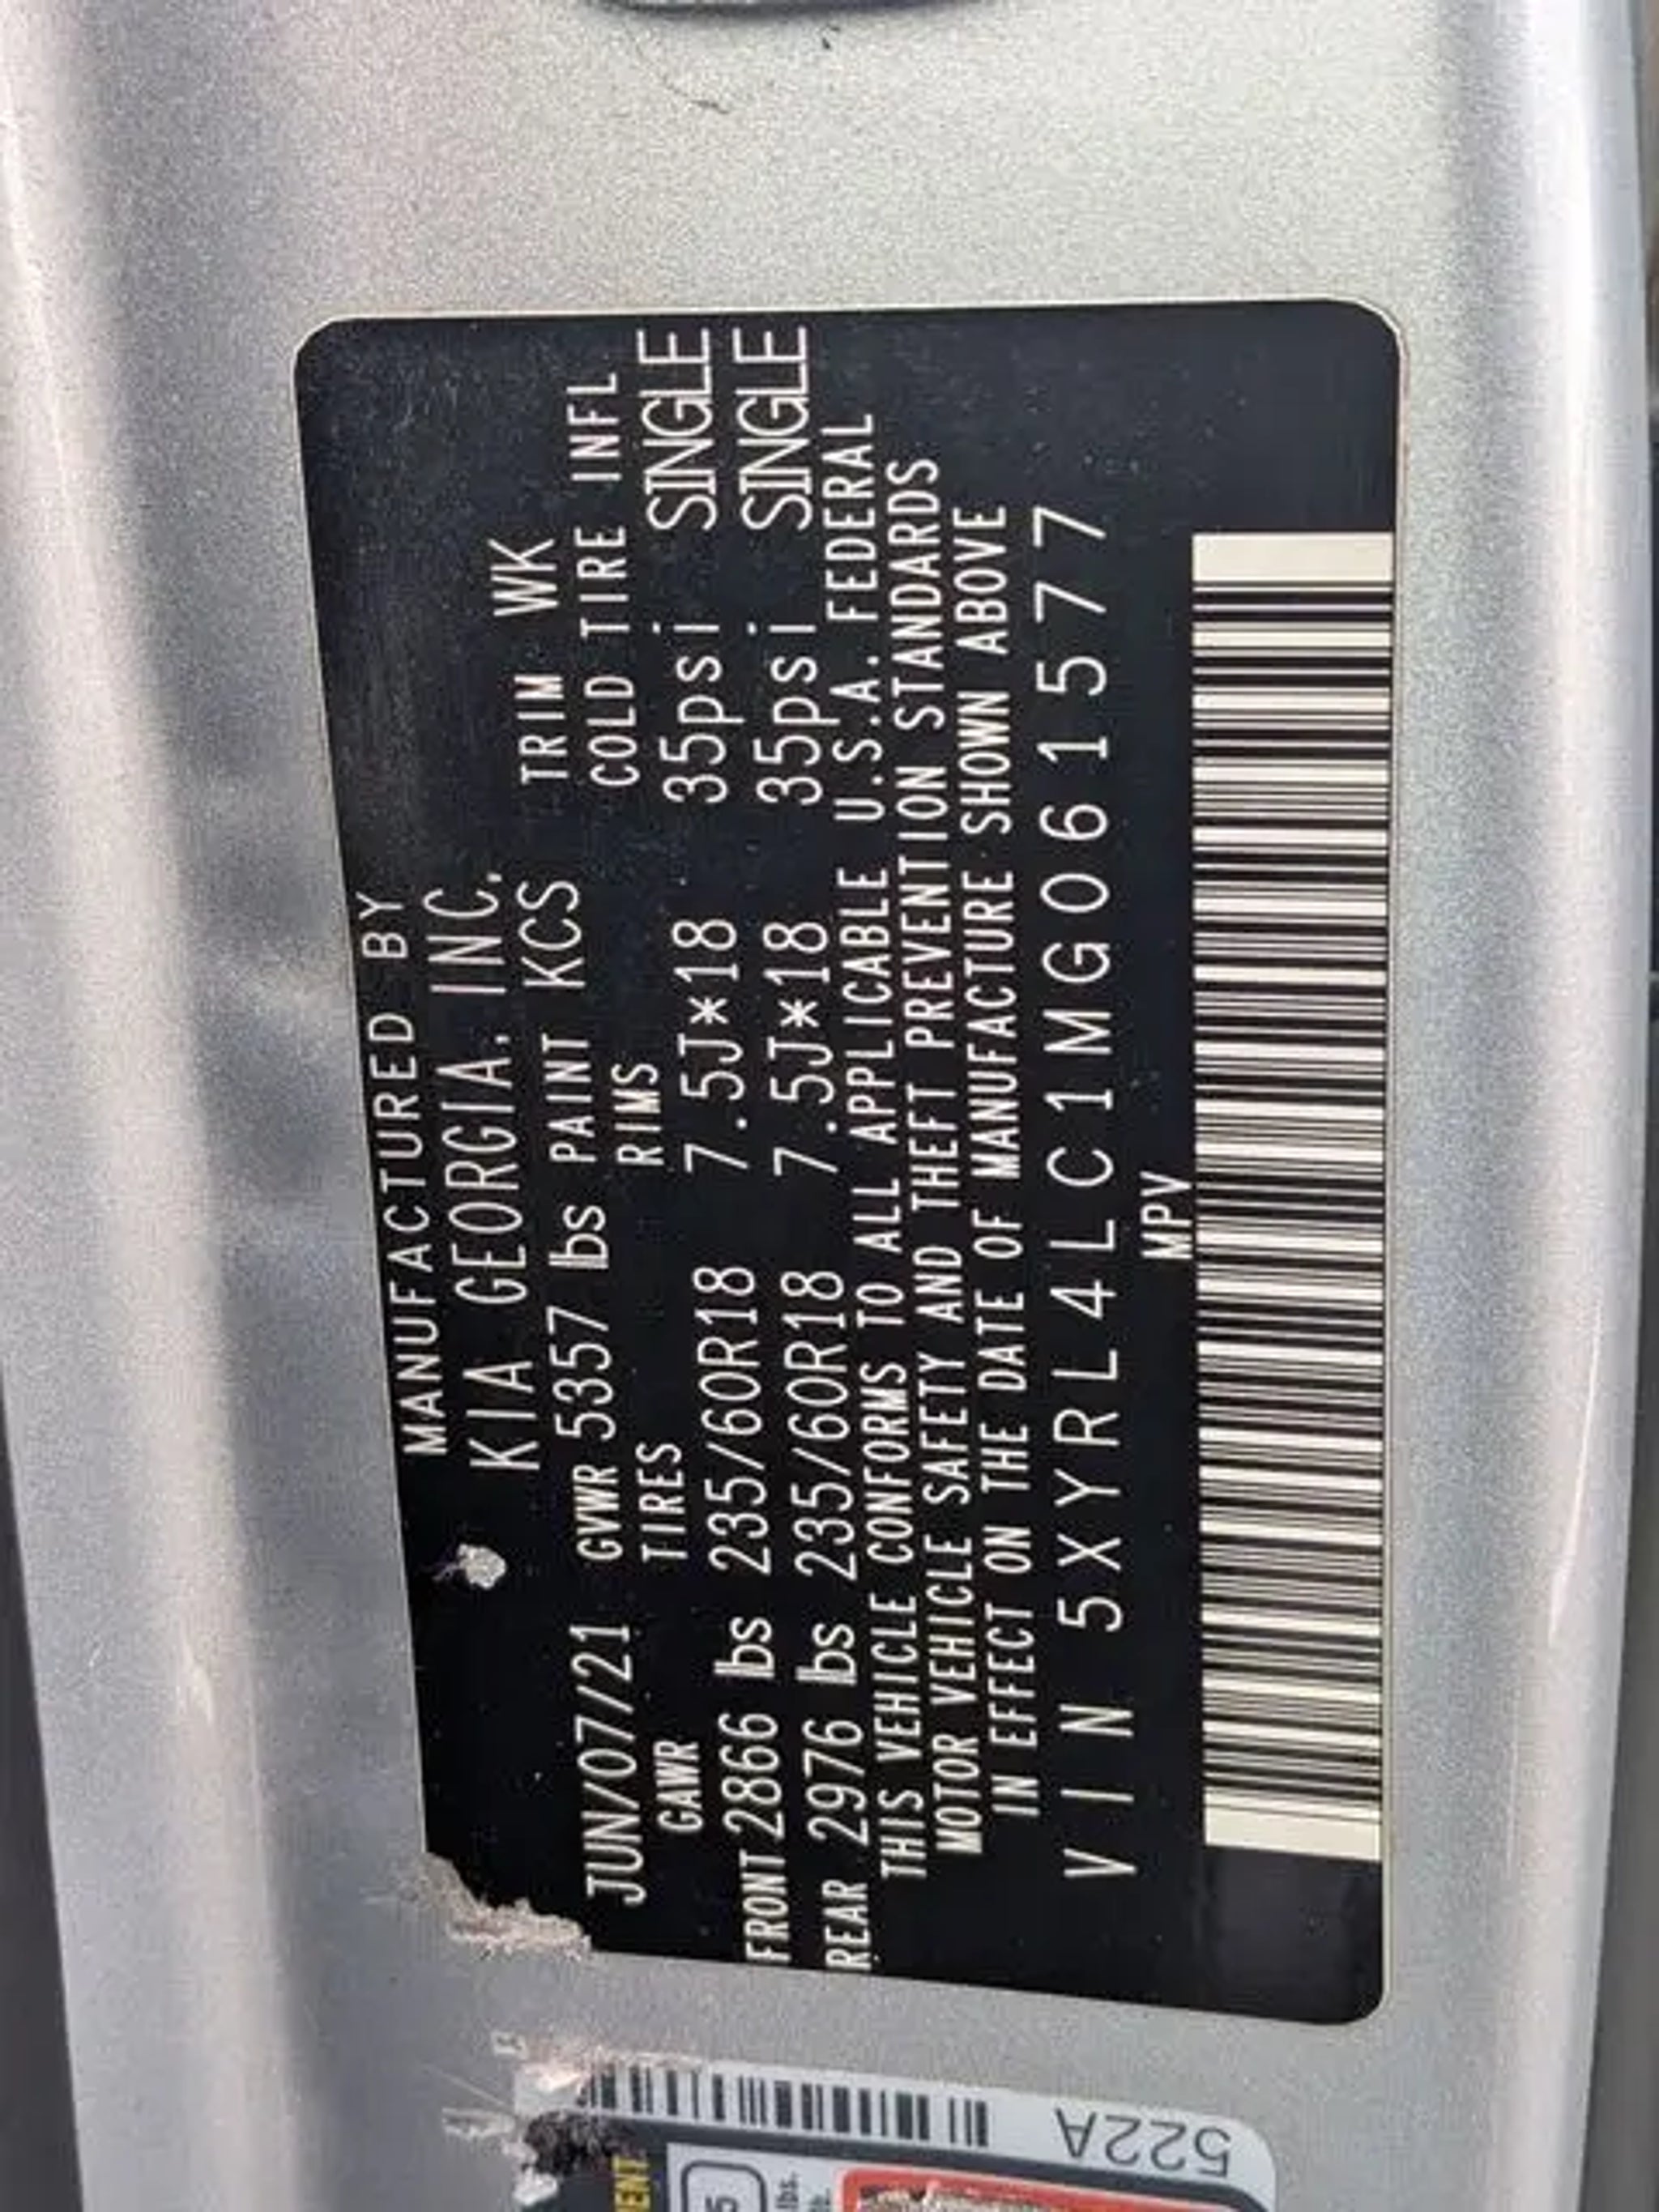 MANUFACTURED BY
KIA GEORGIA, INC.
JUN/07/21 GVWR 5357 lbs PAINT KCS TRIM WK
GAWR TIRES RIMS COLD TIRE INFL
FRONT 2866 lbs 235/60R18 7.5J*18 35psi SINGLE
REAR 2976 lbs 235/60R18 7.5J*18 35psi SINGLE
THIS VEHICLE CONFORMS TO ALL APPLICABLE U.S.A. FEDERAL
MOTOR VEHICLE SAFETY AND THEFT PREVENTION STANDARDS
IN EFFECT ON THE DATE OF MANUFACTURE SHOWN ABOVE
VIN 5XYRL4LC1MG061577
MPV
522A